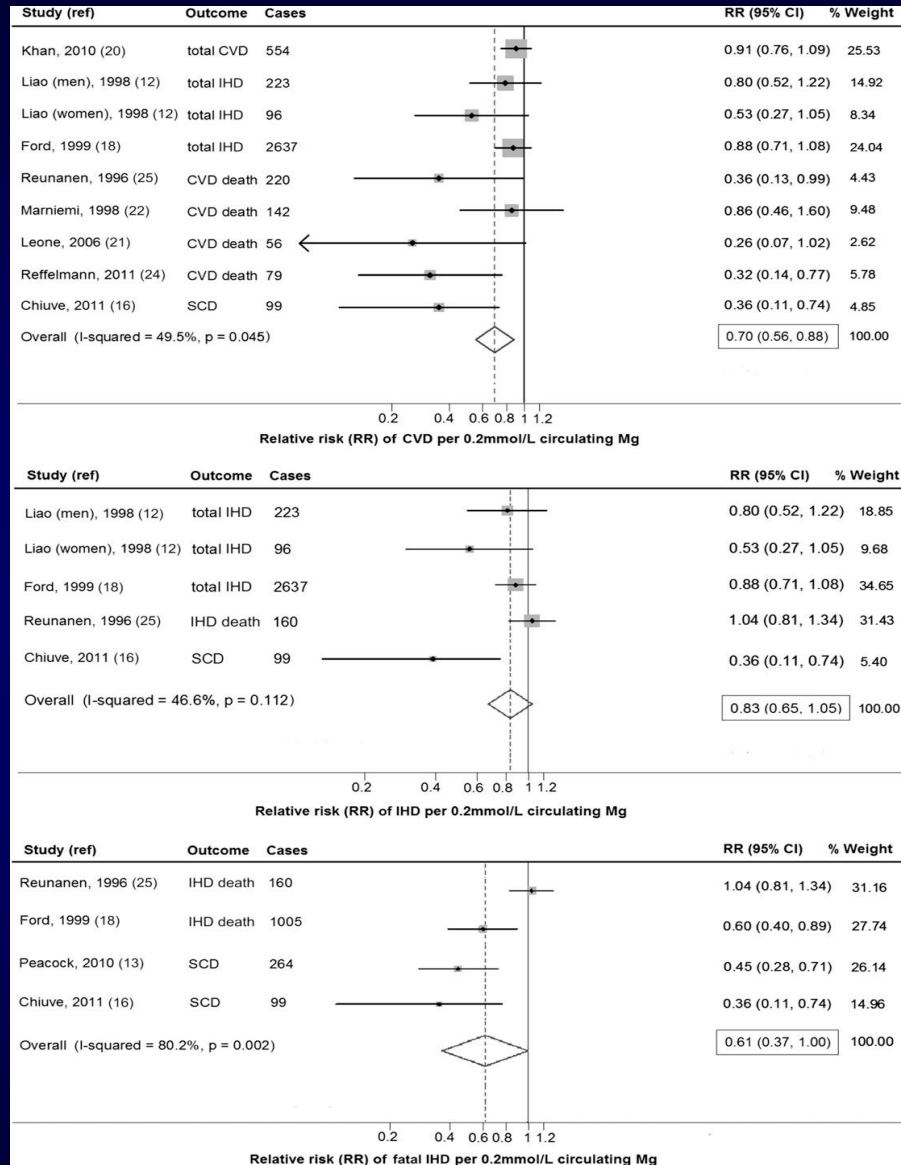 Study (ref) Outcome Cases RR (95% CI) % Weight
Khan, 2010 (20) total CVD 554 0.91 (0.76, 1.09) 25.53
Liao (men), 1998 (12) total IHD 223 0.80 (0.52, 1.22) 14.92
Liao (women), 1998 (12) total IHD 96 0.53 (0.27, 1.05) 8.34
Ford, 1999 (18) total IHD 2637 0.88 (0.71, 1.08) 24.04
Reunanen, 1996 (25) CVD death 220 0.36 (0.13, 0.99) 4.43
Marniemi, 1998 (22) CVD death 142 0.86 (0.46, 1.60) 9.48
Leone, 2006 (21) CVD death 56 0.26 (0.07, 1.02) 2.62
Reffelmann, 2011 (24) CVD death 79 0.32 (0.14, 0.77) 5.78
Chiuve, 2011 (16) SCD 99 0.36 (0.11, 0.74) 4.85
Overall (I-squared = 49.5%, p = 0.045) 0.70 (0.56, 0.88) 100.00
0.2 0.4 0.6 0.8 1 1.2
Relative risk (RR) of CVD per 0.2mmol/L circulating Mg
Study (ref) Outcome Cases RR (95% CI) % Weight
Liao (men), 1998 (12) total IHD 223 0.80 (0.52, 1.22) 18.85
Liao (women), 1998 (12) total IHD 96 0.53 (0.27, 1.05) 9.68
Ford, 1999 (18) total IHD 2637 0.88 (0.71, 1.08) 34.65
Reunanen, 1996 (25) IHD death 160 1.04 (0.81, 1.34) 31.43
Chiuve, 2011 (16) SCD 99 0.36 (0.11, 0.74) 5.40
Overall (I-squared = 46.6%, p = 0.112) 0.83 (0.65, 1.05) 100.00
0.2 0.4 0.6 0.8 1 1.2
Relative risk (RR) of IHD per 0.2mmol/L circulating Mg
Study (ref) Outcome Cases RR (95% CI) % Weight
Reunanen, 1996 (25) IHD death 160 1.04 (0.81, 1.34) 31.16
Ford, 1999 (18) IHD death 1005 0.60 (0.40, 0.89) 27.74
Peacock, 2010 (13) SCD 264 0.45 (0.28, 0.71) 26.14
Chiuve, 2011 (16) SCD 99 0.36 (0.11, 0.74) 14.96
Overall (I-squared = 80.2%, p = 0.002) 0.61 (0.37, 1.00) 100.00
0.2 0.4 0.6 0.8 1 1.2
Relative risk (RR) of fatal IHD per 0.2mmol/L circulating Mg